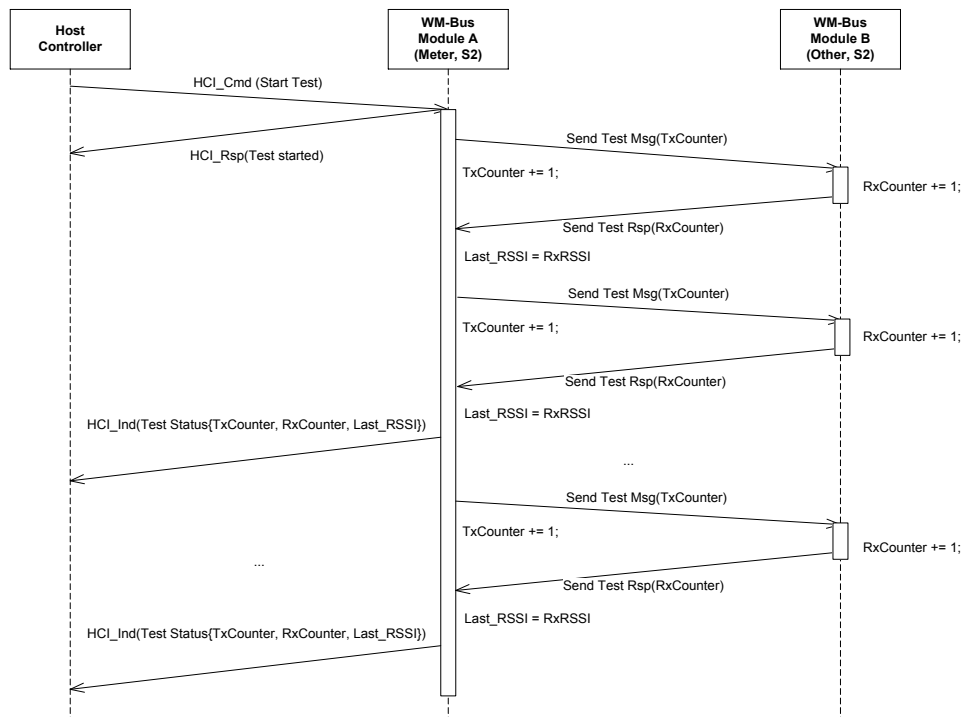 Host
Controller
WM-Bus
Module A
(Meter, S2)
WM-Bus
Module B
(Other, S2)
HCI_Cmd (Start Test)
HCI_Rsp(Test started)
Send Test Msg(TxCounter)
TxCounter += 1;
RxCounter += 1;
Send Test Rsp(RxCounter)
Last_RSSI = RxRSSI
Send Test Msg(TxCounter)
TxCounter += 1;
RxCounter += 1;
Send Test Rsp(RxCounter)
Last_RSSI = RxRSSI
HCI_Ind(Test Status{TxCounter, RxCounter, Last_RSSI})
...
Send Test Msg(TxCounter)
TxCounter += 1;
RxCounter += 1;
...
Send Test Rsp(RxCounter)
Last_RSSI = RxRSSI
HCI_Ind(Test Status{TxCounter, RxCounter, Last_RSSI})